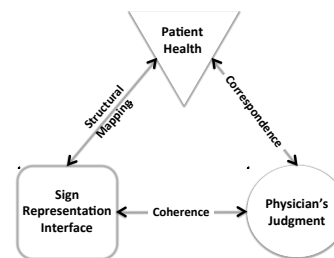 Patient
Health
Structural
Mapping
Correspondence
Sign
Representation
Interface
Coherence
Physician's
Judgment